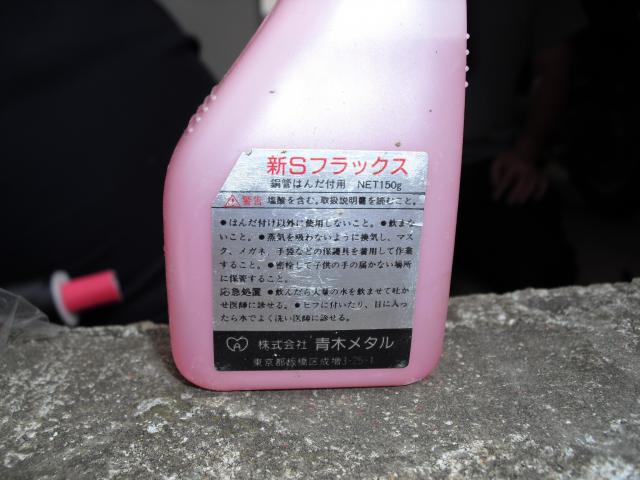 新Sフラックス
銅管はんだ付用 NET150g
警告 塩酸を含む。取扱説明書を読むこと。
●はんだ付け以外に使用しないこと。●飲まな
いこと。●蒸気を吸わないように換気し、マス
ク、メガネ、手袋などの保護具を着用して作業
すること。●密栓して子供の手の届かない場所
に保管すること。
応急処置 ●飲んだら大量の水を飲ませて吐か
せ医師に診せる。●ヒフに付いたり、目に入っ
たら水でよく洗い医師に診せる。
株式会社 青木メタル
東京都板橋区成増3-25-1